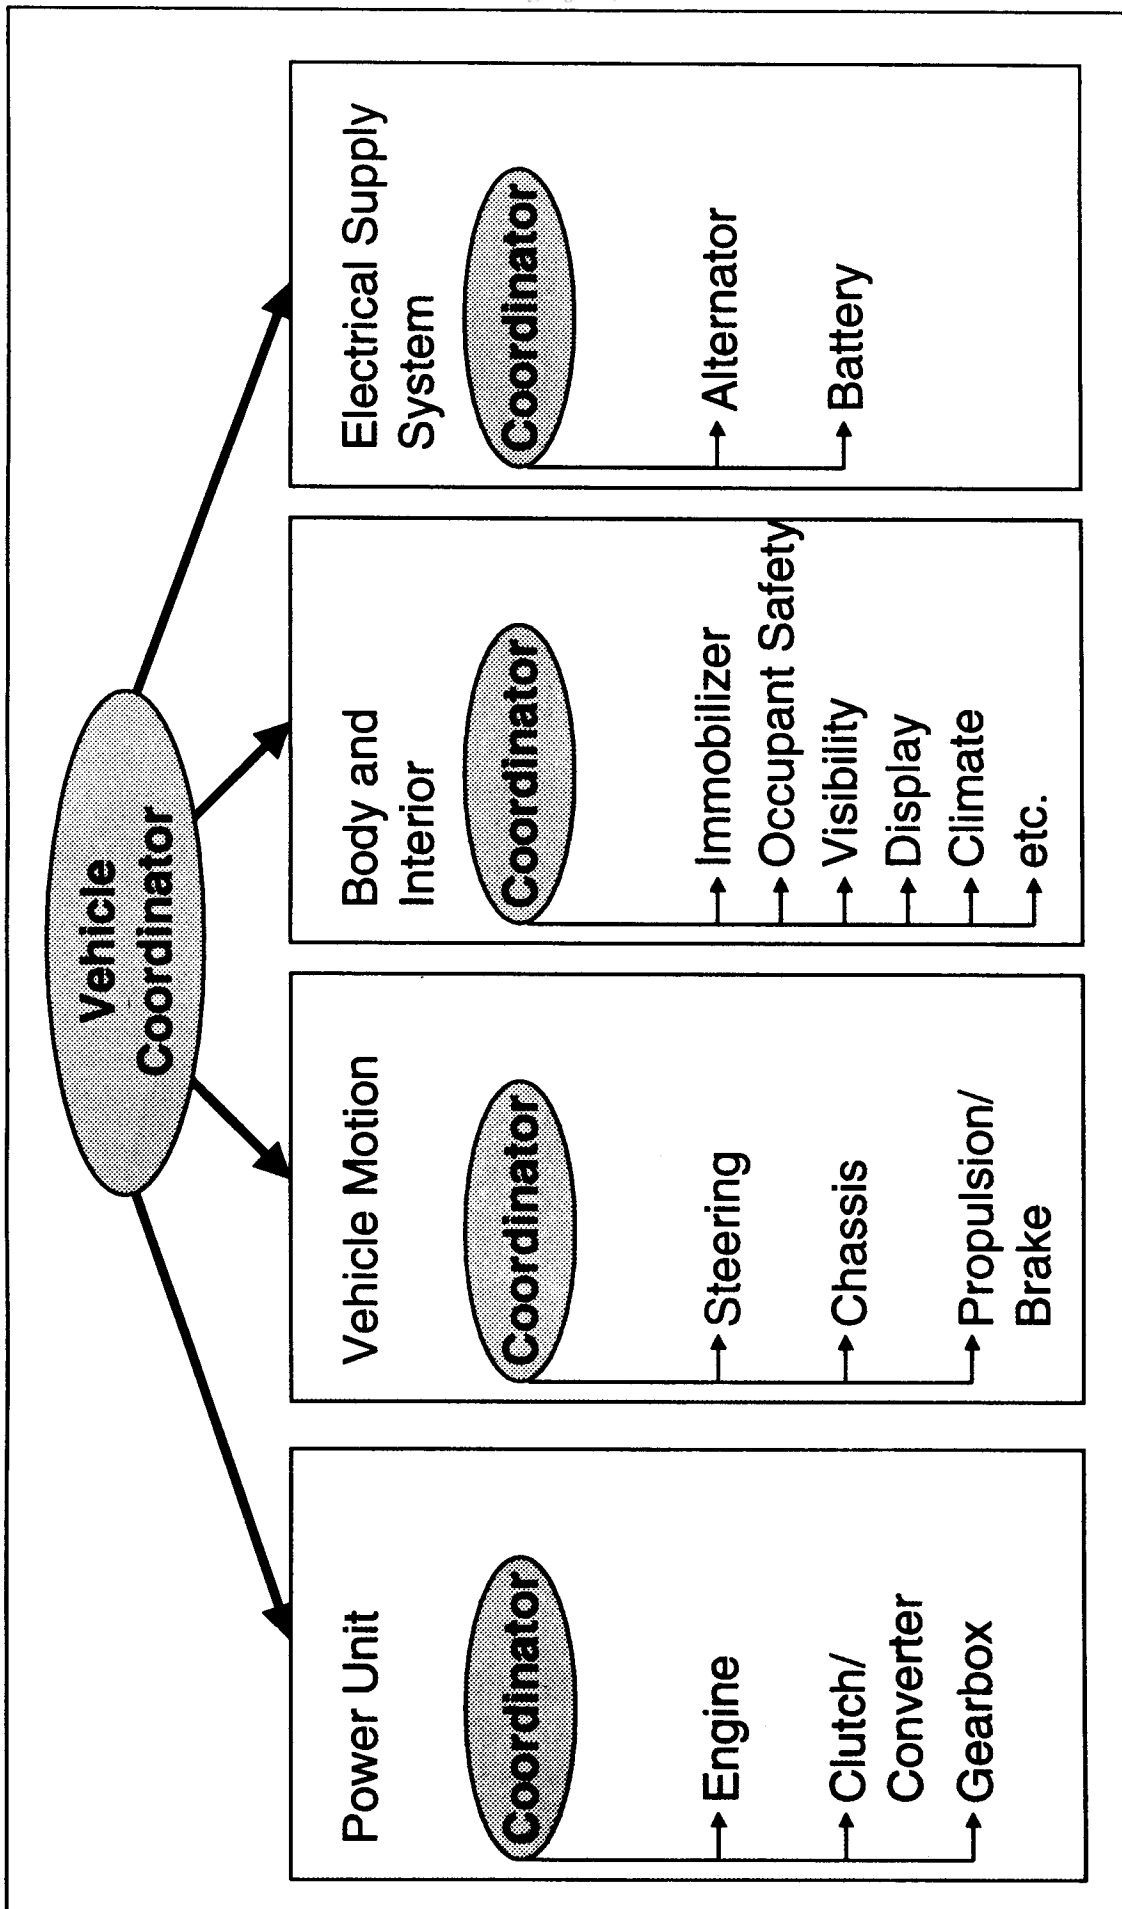 Vehicle
Coordinator
Power Unit
Coordinator
Engine
Clutch/
Converter
Gearbox
Vehicle Motion
Coordinator
Steering
Chassis
Propulsion/
Brake
Body and
Interior
Coordinator
Immobilizer
Occupant Safety
Visibility
Display
Climate
etc.
Electrical Supply
System
Coordinator
Alternator
Battery